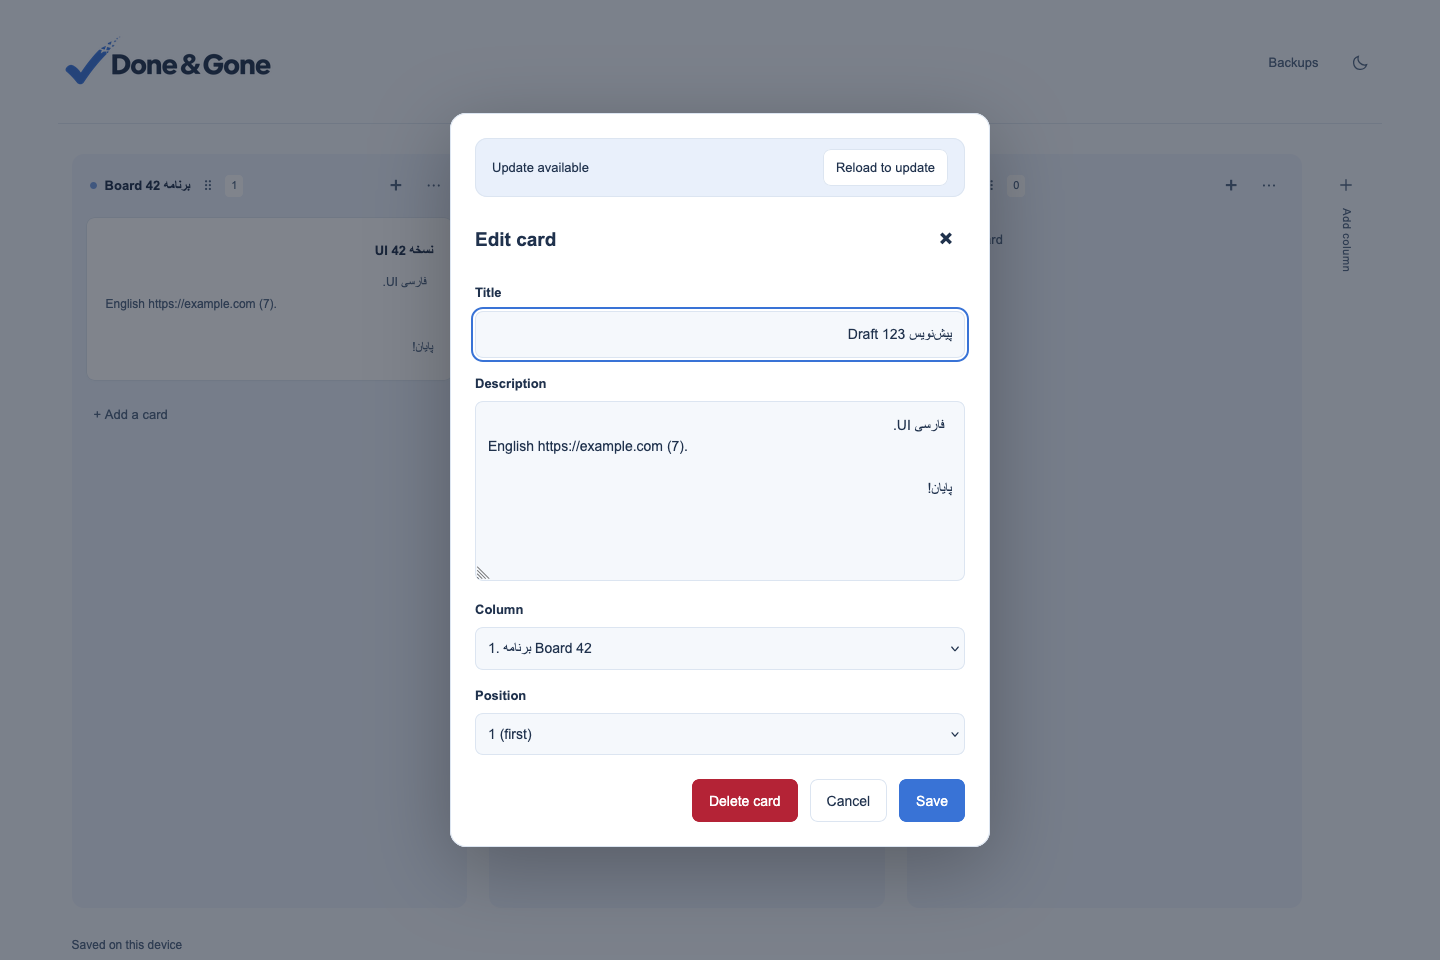 Done & Gone
Backups
Board 42 برنامه
1
نسخه 42 UI
فارسی UI.
English https://example.com (7).
پایان!
+ Add a card
0
Add column
Update available
Reload to update
Edit card
Title
پیش‌نویس Draft 123
Description
فارسی UI.
English https://example.com (7).
پایان!
Column
1. برنامه Board 42
Position
1 (first)
Delete card
Cancel
Save
Saved on this device